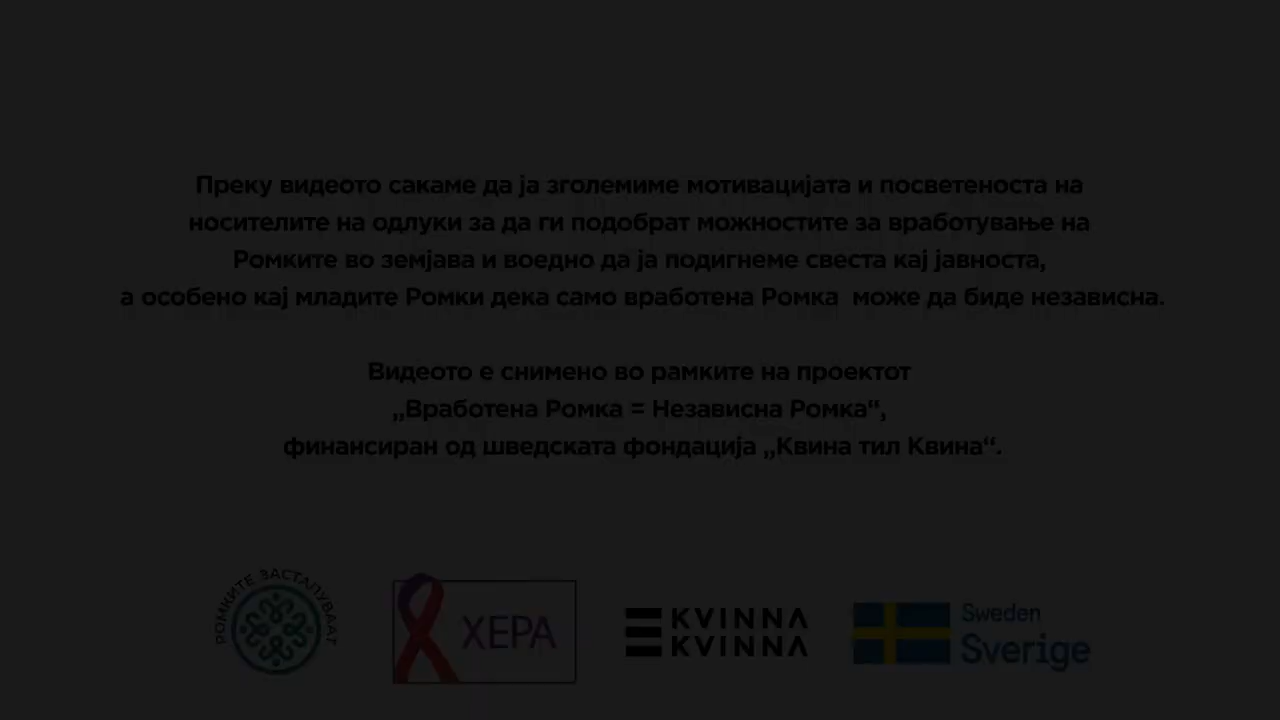 Преку видеото сакаме да ја зголемиме мотивацијата и посветеноста на
носителите на одлуки за да ги подобрат можностите за вработување на
Ромките во земјава и воедно да ја подигнеме свеста кај јавноста,
а особено кај младите Ромки дека само вработена Ромка  може да биде независна.
Видеото е снимено во рамките на проектот
„Вработена Ромка = Независна Ромка“,
финансиран од шведската фондација „Квина тил Квина“.
РОМКИТЕ ЗАСТАПУВААТ
ХЕРА
KVINNA
KVINNA
Sweden
Sverige